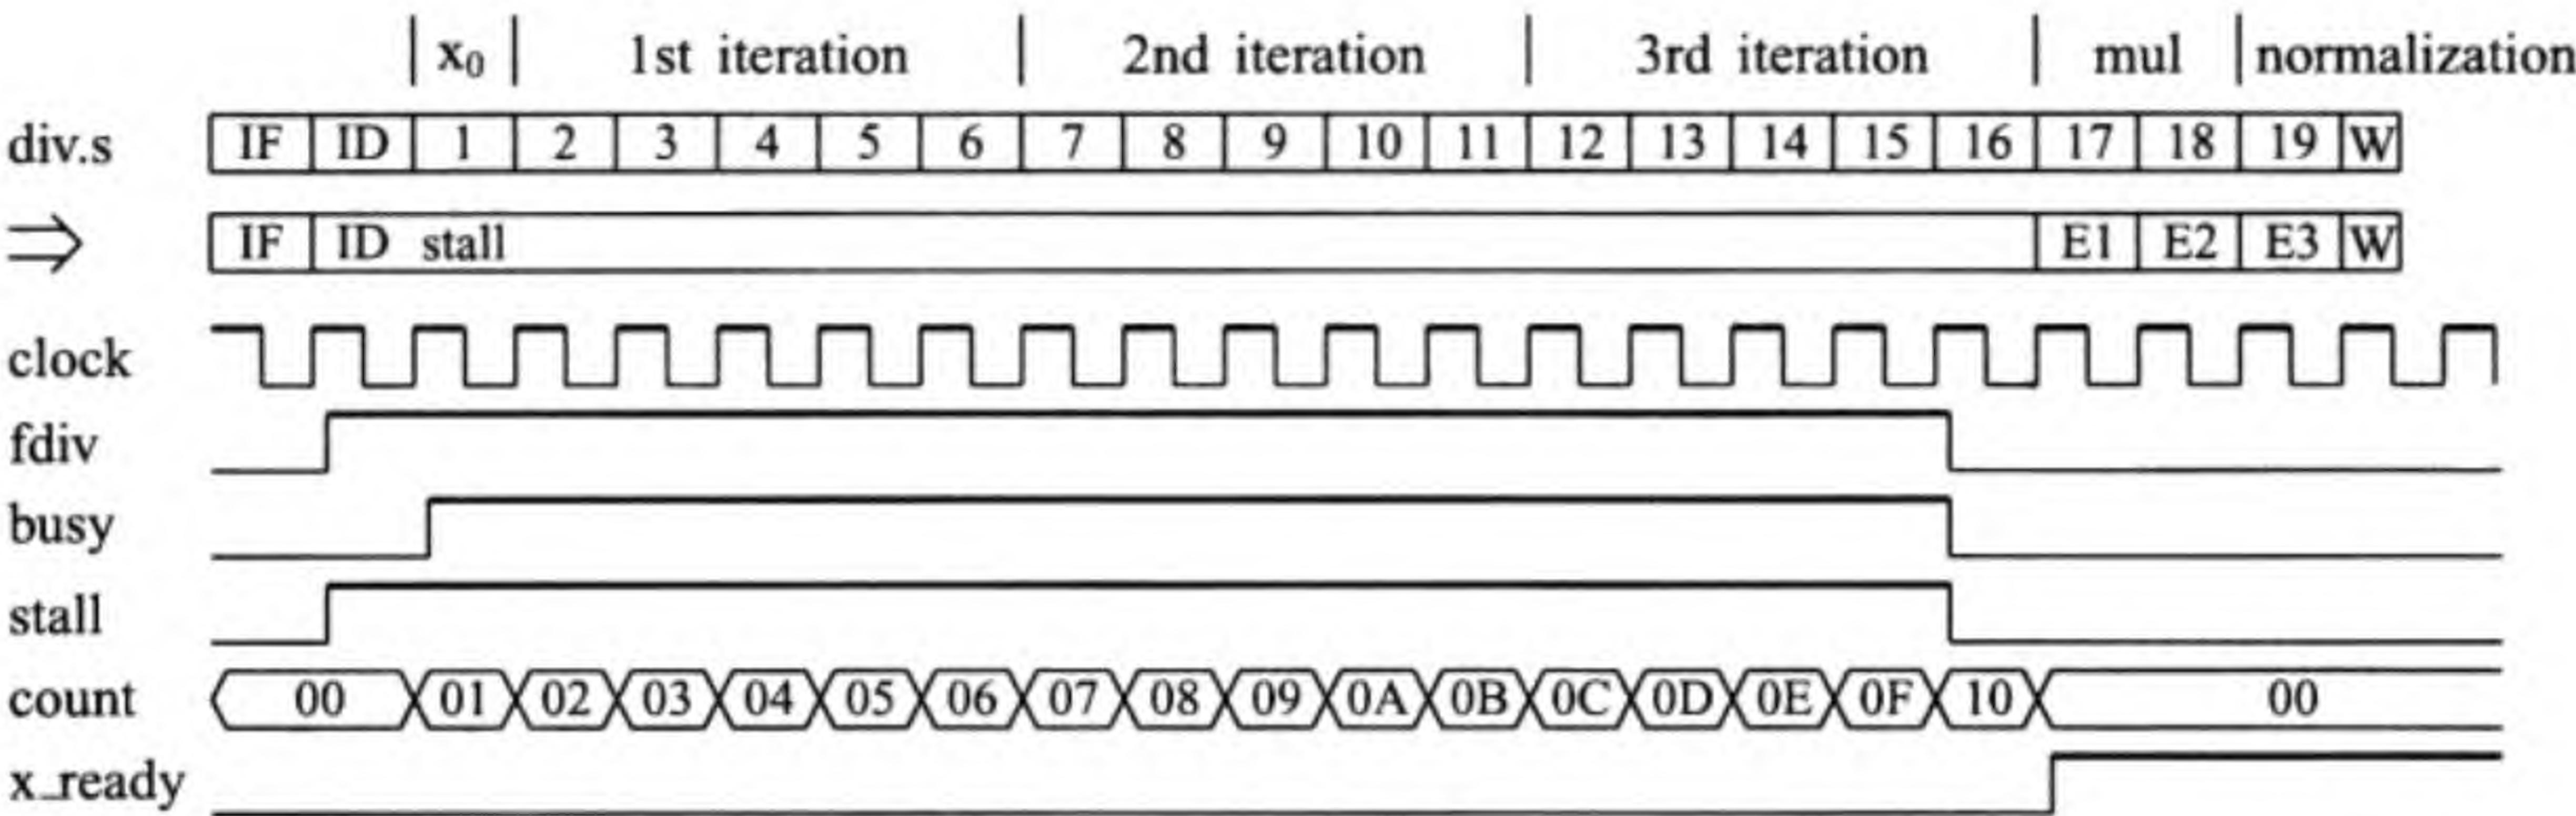 x₀ 1st iteration 2nd iteration 3rd iteration mul normalization
div.s IF ID 1 2 3 4 5 6 7 8 9 10 11 12 13 14 15 16 17 18 19 W
⇒ IF ID stall E1 E2 E3 W
clock
fdiv
busy
stall
count 00 01 02 03 04 05 06 07 08 09 0A 0B 0C 0D 0E 0F 10 00
x_ready